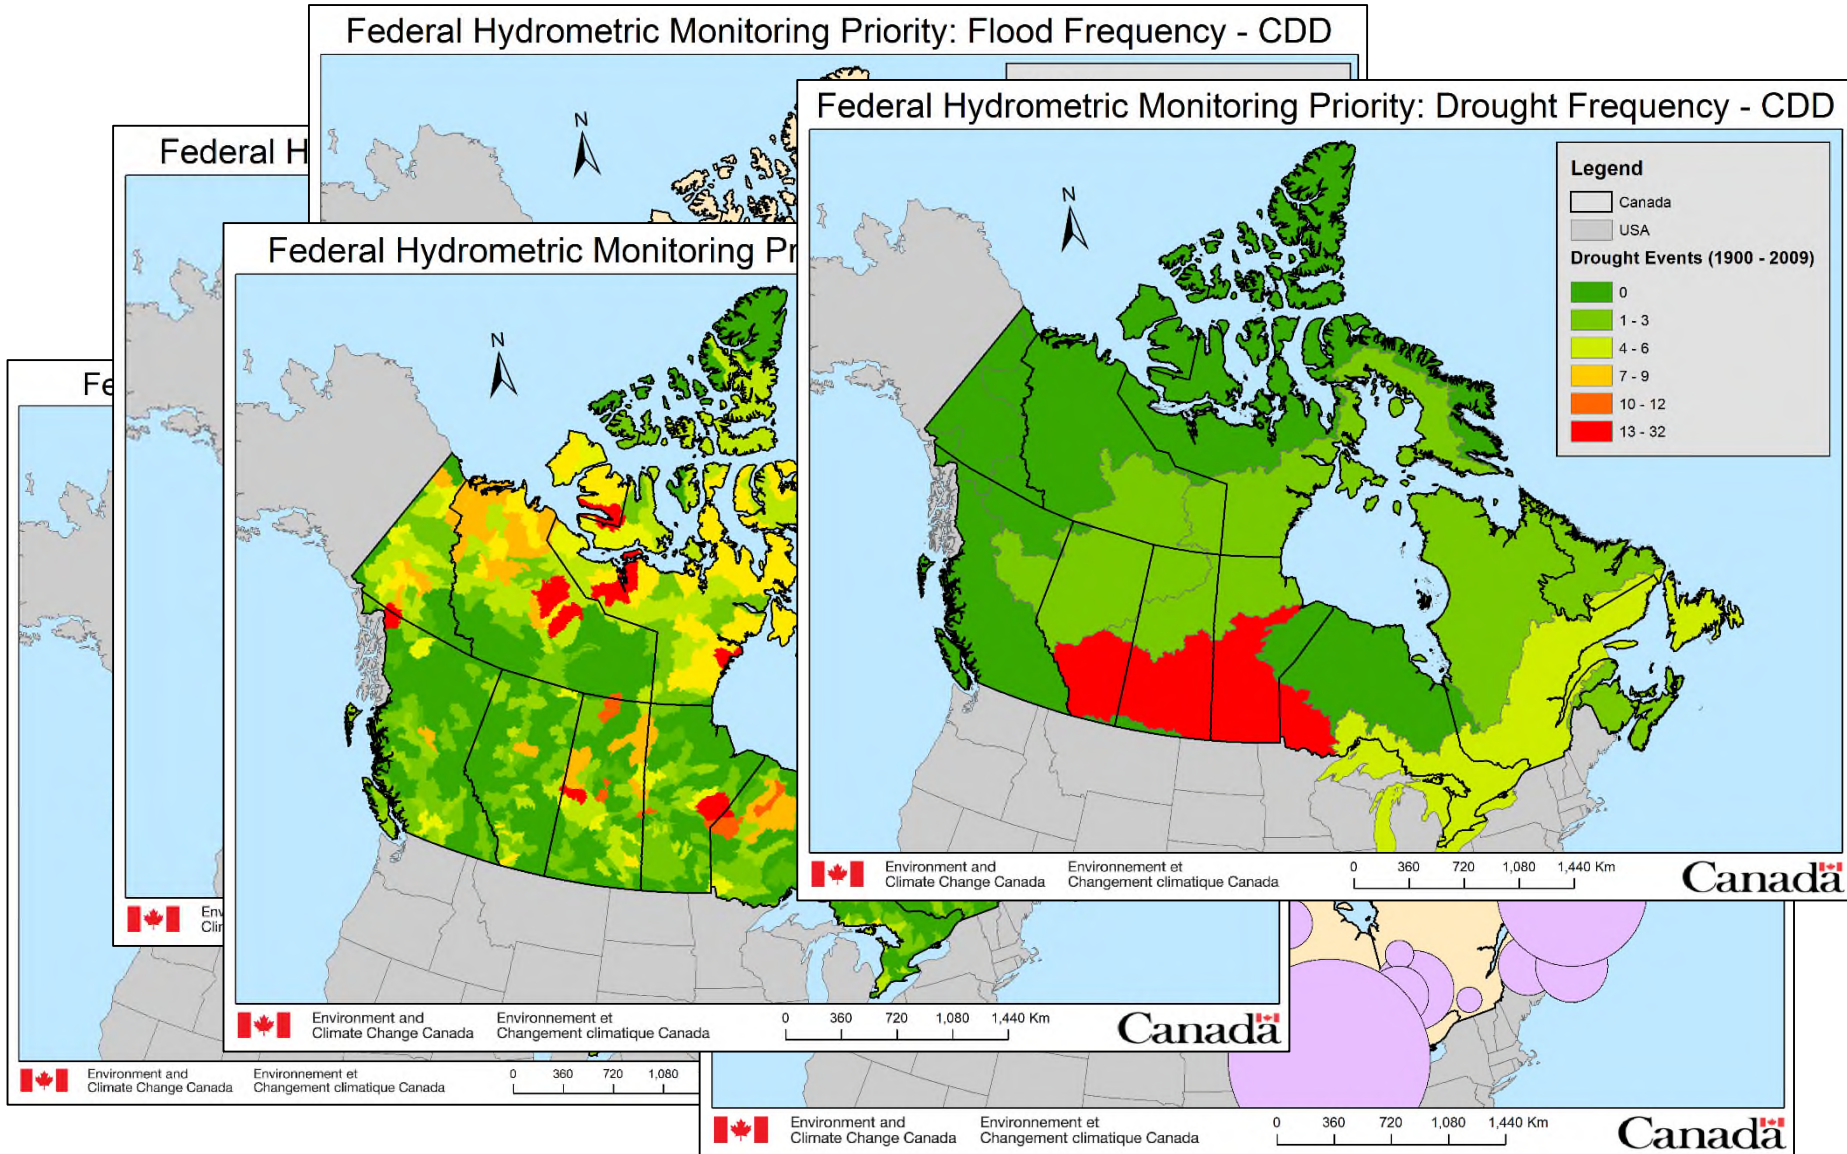 Federal Hydrometric Monitoring Priority: Flood Frequency - CDD
N
Federal Hydrometric Monitoring Priority: Drought Frequency - CDD
N
Legend
Canada
USA
Drought Events (1900 - 2009)
0
1 - 3
4 - 6
7 - 9
10 - 12
13 - 32
Environment and
Climate Change Canada
Environnement et
Changement climatique Canada
0 360 720 1,080 1,440 Km
Canada
Federal H
Federal Hydrometric Monitoring Pr
N
Environment and
Climate Change Canada
Environnement et
Changement climatique Canada
0 360 720 1,080 1,440 Km
Canada
Env
Clir
Fe
Environment and
Climate Change Canada
Environnement et
Changement climatique Canada
0 360 720 1,080
Environment and
Climate Change Canada
Environnement et
Changement climatique Canada
0 360 720 1,080 1,440 Km
Canada